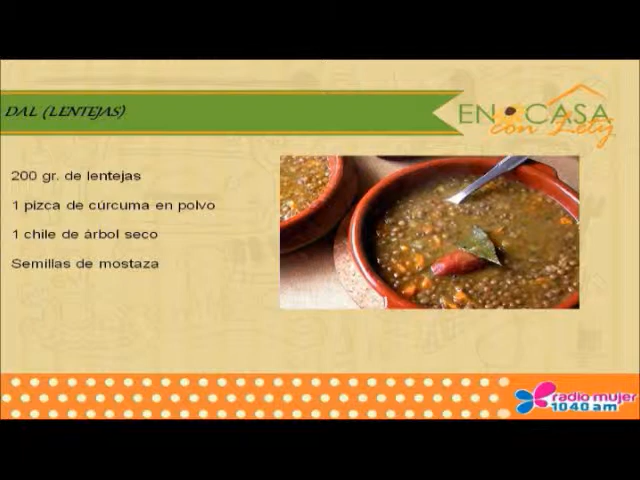 DAL (LENTEJAS)
EN CASA
con Lety
200 gr. de lentejas
1 pizca de cúrcuma en polvo
1 chile de árbol seco
Semillas de mostaza
radio mujer
1040 am